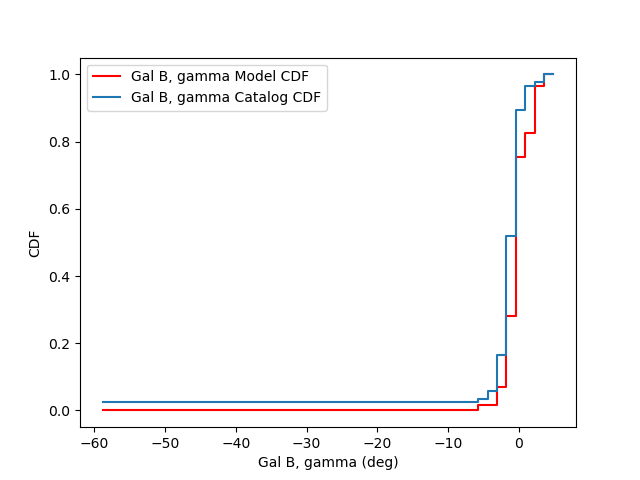 Gal B, gamma Model CDF
Gal B, gamma Catalog CDF
1.0
0.8
0.6
0.4
0.2
0.0
CDF
−60 −50 −40 −30 −20 −10 0
Gal B, gamma (deg)